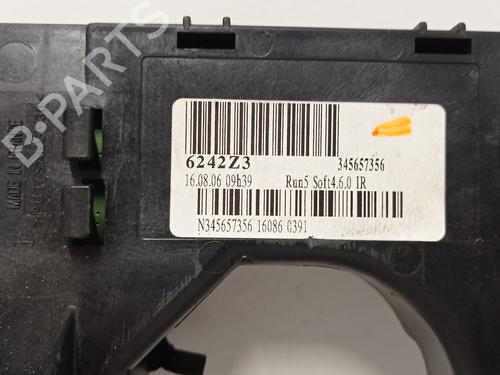 B-PARTS
MADE IN FRANCE
6242Z3 345657356
16.08.06 09h39 Run5 Soft4.6.0 IR
N345657356 16086 0391